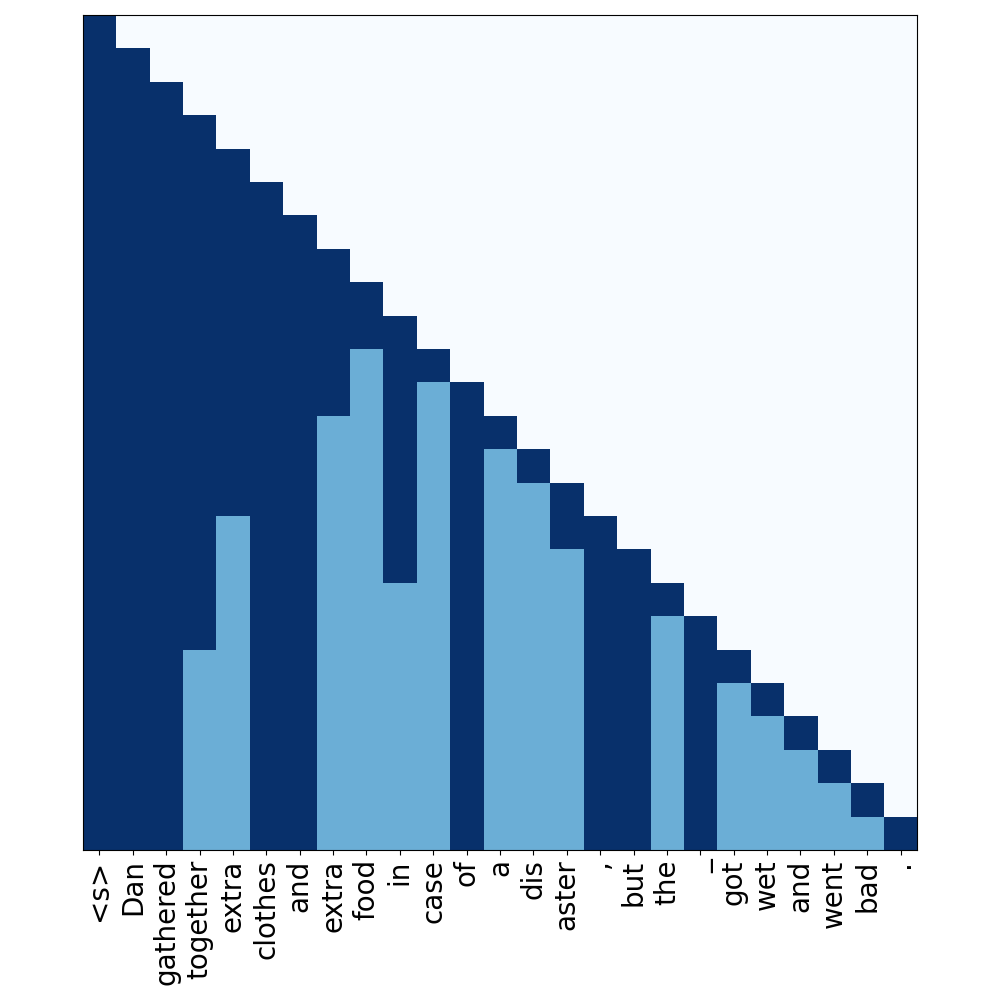 <s> Dan gathered together extra clothes and extra food in case of a dis aster , but the _ got wet and went bad .